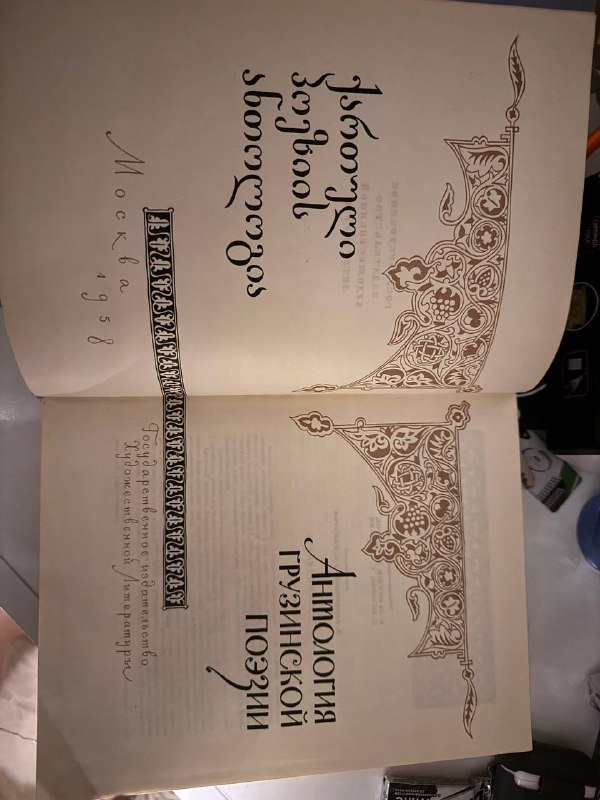 ქართული
პოეზიის
ანთოლოგია
Москва
1958
Антология
грузинской
поэзии
Государственное издательство
Художественной Литературы